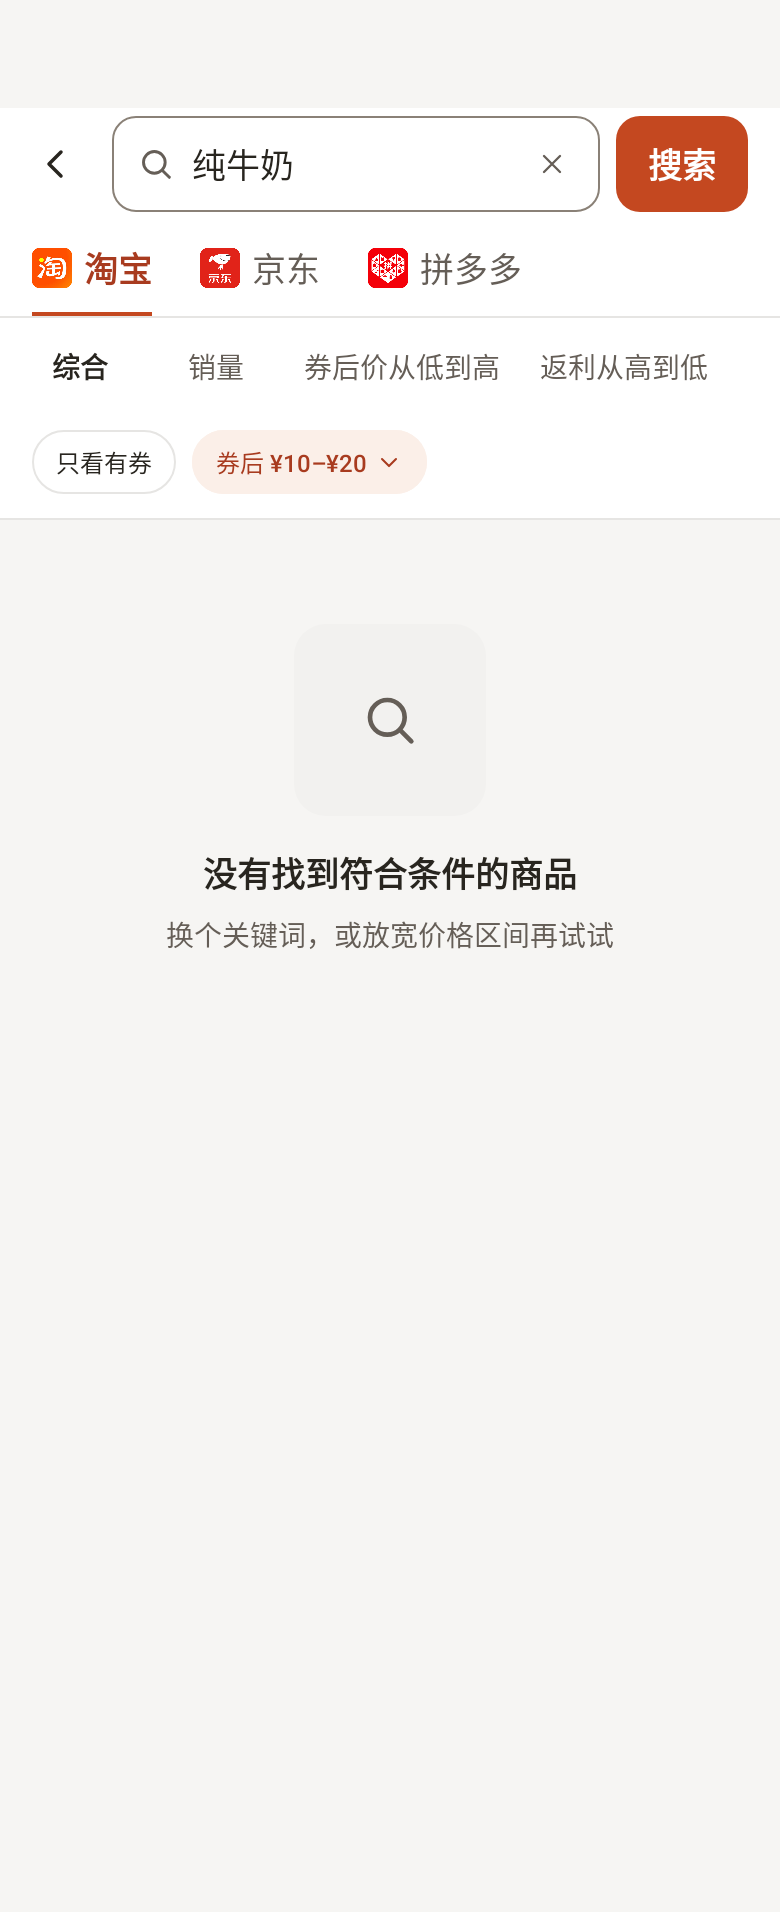 纯牛奶
搜索
淘 淘宝 京东 京东 拼多多
综合 销量 券后价从低到高 返利从高到低
只看有券 券后 ¥10–¥20
没有找到符合条件的商品
换个关键词，或放宽价格区间再试试